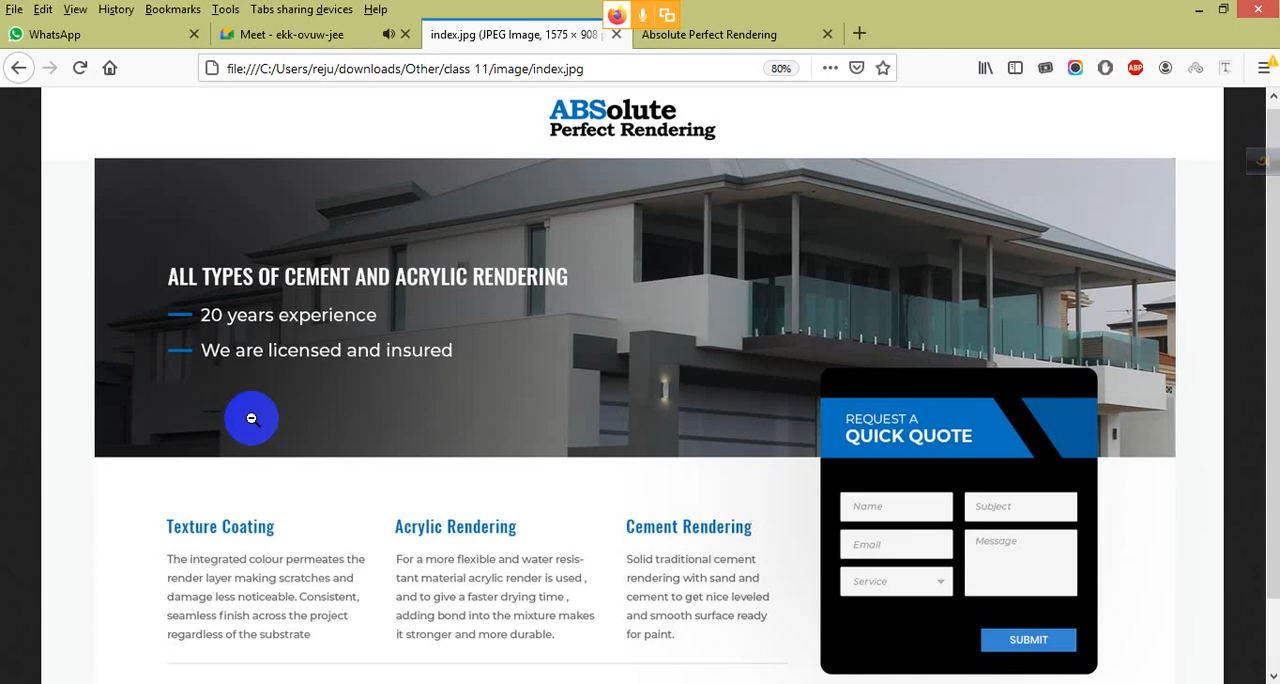 File Edit View History Bookmarks Tools Tabs sharing devices Help
WhatsApp
Meet - ekk-ovuw-jee
index.jpg (JPEG Image, 1575 × 908
Absolute Perfect Rendering
file:///C:/Users/reju/downloads/Other/class 11/image/index.jpg
80%
ABP
ABSolute
Perfect Rendering
ALL TYPES OF CEMENT AND ACRYLIC RENDERING
20 years experience
We are licensed and insured
REQUEST A
QUICK QUOTE
Name
Subject
Email
Message
Service
SUBMIT
Texture Coating
The integrated colour permeates the
render layer making scratches and
damage less noticeable. Consistent,
seamless finish across the project
regardless of the substrate
Acrylic Rendering
For a more flexible and water resis-
tant material acrylic render is used ,
and to give a faster drying time ,
adding bond into the mixture makes
it stronger and more durable.
Cement Rendering
Solid traditional cement
rendering with sand and
cement to get nice leveled
and smooth surface ready
for paint.